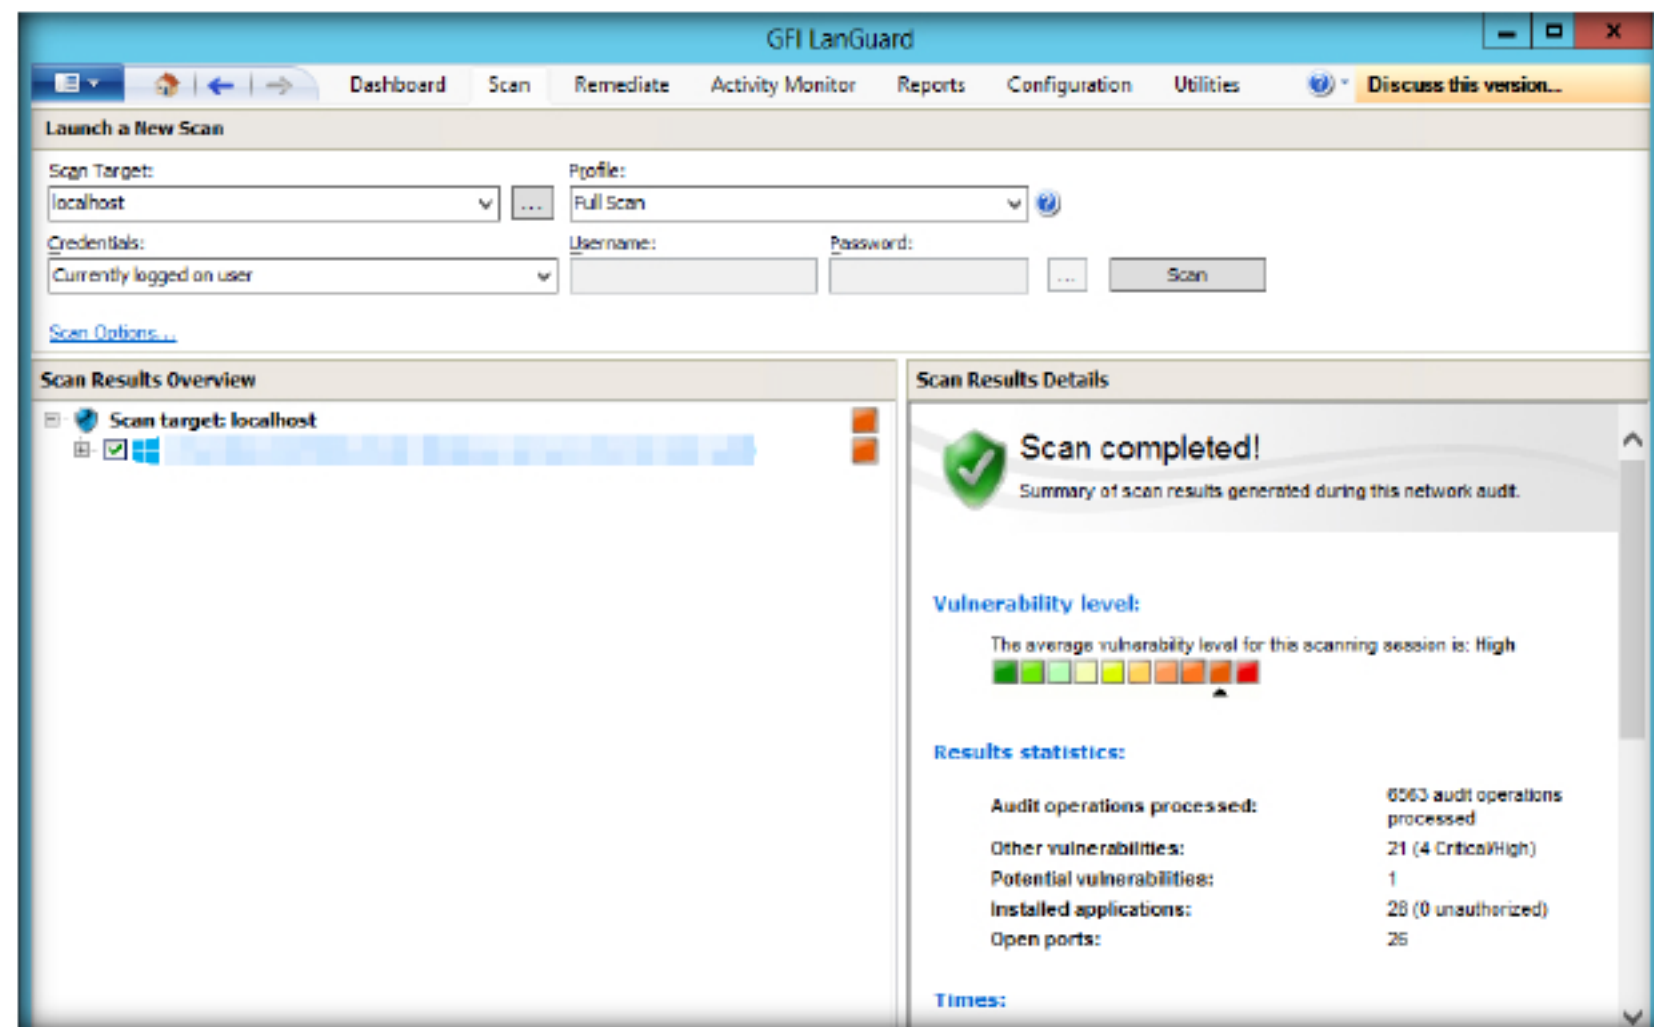 GFI LanGuard
Dashboard Scan Remediate Activity Monitor Reports Configuration Utilities Discuss this version...
Launch a New Scan
Scan Target: Profile:
localhost ... Full Scan
Credentials: Username: Password:
Currently logged on user ... Scan
Scan Options...
Scan Results Overview Scan Results Details
Scan target: localhost
Scan completed!
Summary of scan results generated during this network audit.
Vulnerability level:
The average vulnerability level for this scanning session is: High
Results statistics:
Audit operations processed: 6563 audit operations
processed
Other vulnerabilities: 21 (4 Critical/High)
Potential vulnerabilities: 1
Installed applications: 28 (0 unauthorized)
Open ports: 26
Times: